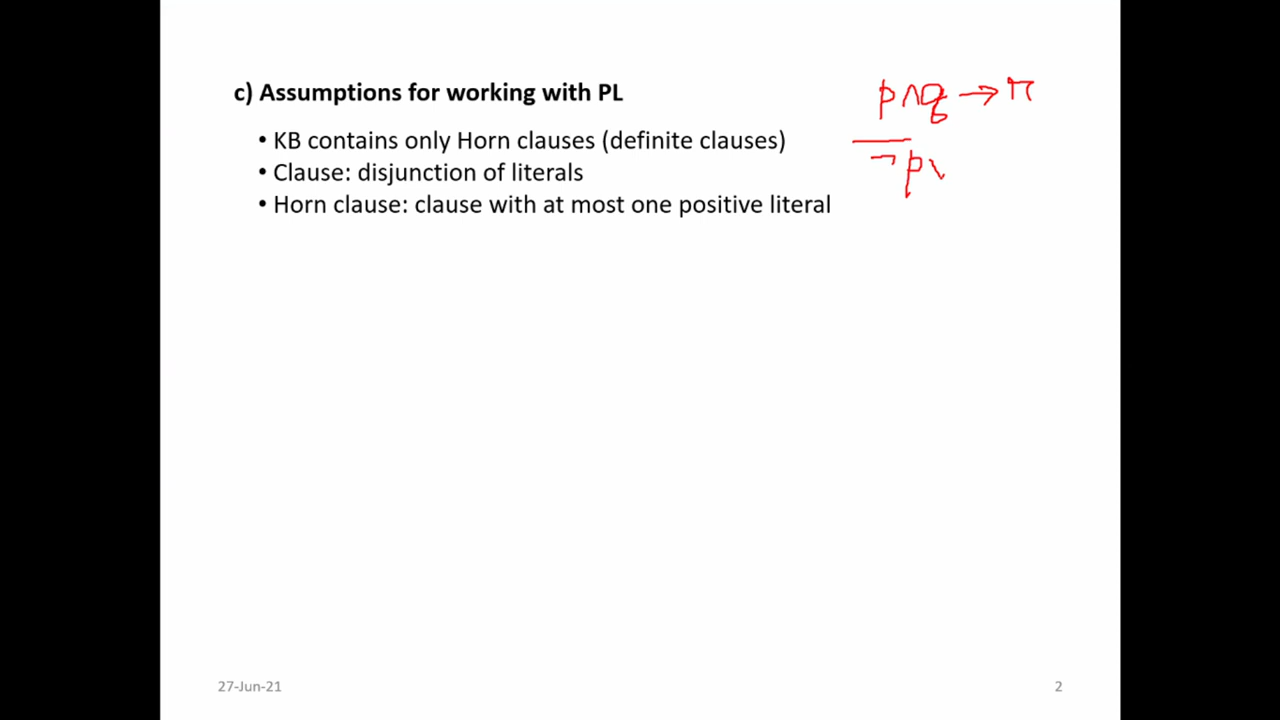 c) Assumptions for working with PL
p∧q → r
• KB contains only Horn clauses (definite clauses)
¬p∨
• Clause: disjunction of literals
• Horn clause: clause with at most one positive literal
27-Jun-21
2